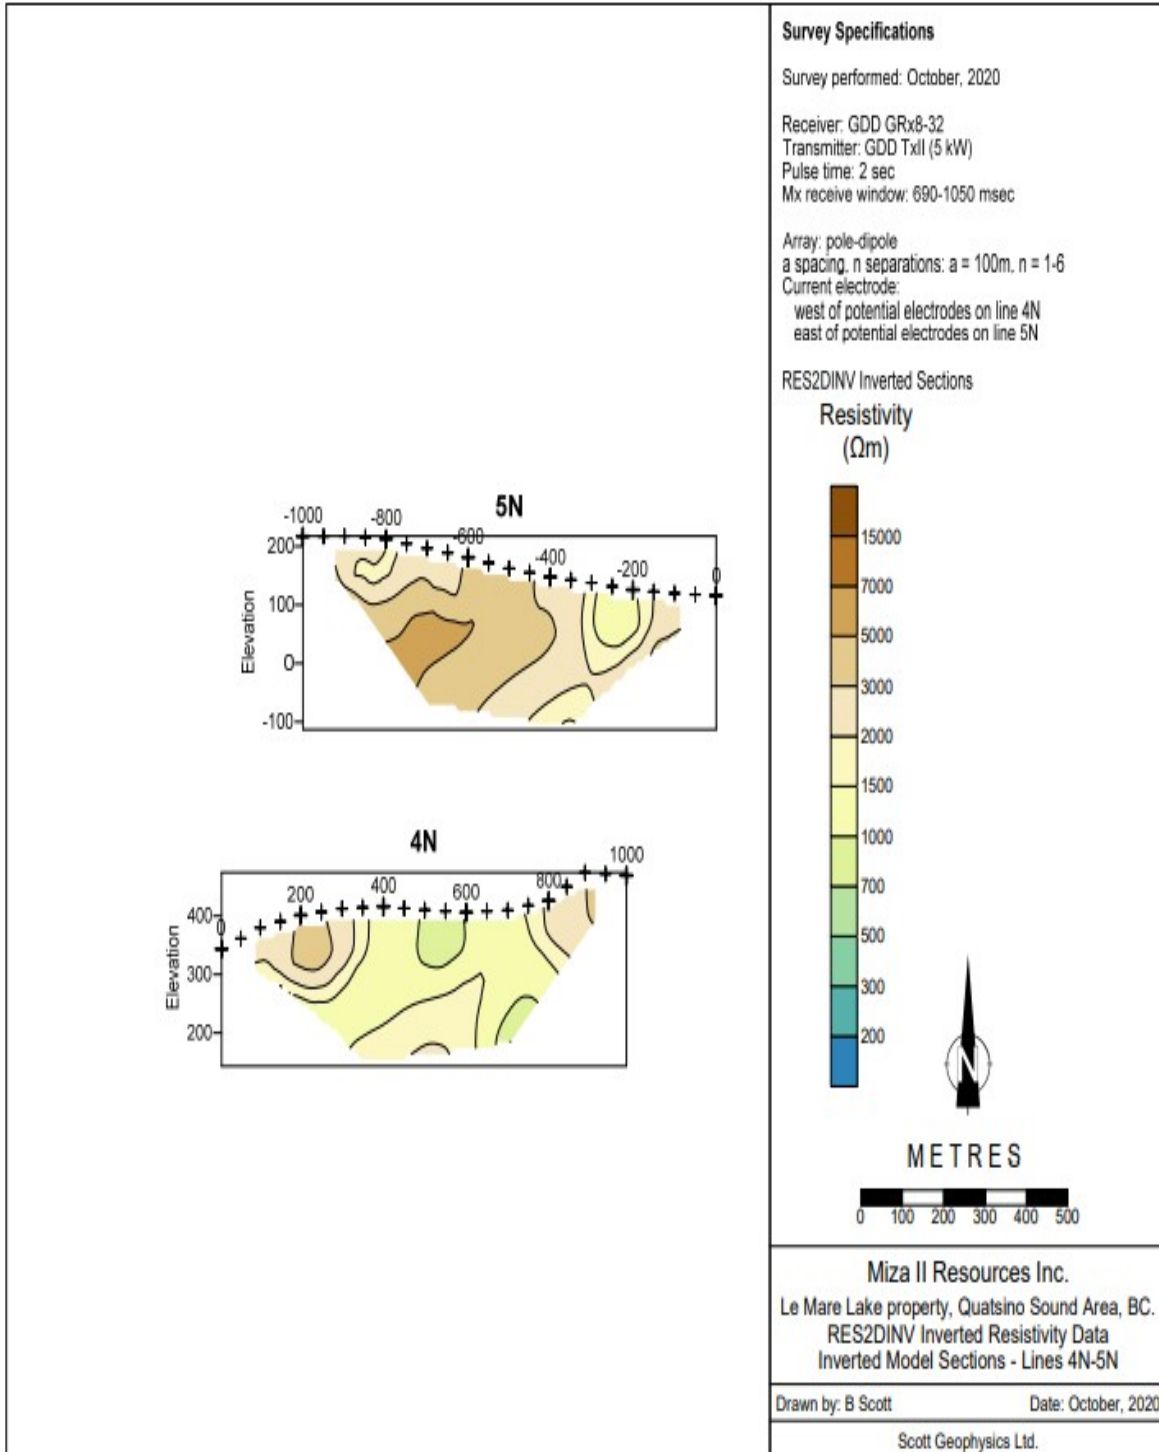 Survey Specifications
Survey performed: October, 2020
Receiver: GDD GRx8-32
Transmitter: GDD TxII (5 kW)
Pulse time: 2 sec
Mx receive window: 690-1050 msec
Array: pole-dipole
a spacing, n separations: a = 100m, n = 1-6
Current electrode:
west of potential electrodes on line 4N
east of potential electrodes on line 5N
RES2DINV Inverted Sections
Resistivity
(Ωm)
15000
7000
5000
3000
2000
1500
1000
700
500
300
200
N
METRES
0 100 200 300 400 500
5N
-1000 -800 -600 -400 -200 0
Elevation
200
100
0
-100
4N
0 200 400 600 800 1000
Elevation
400
300
200
Miza II Resources Inc.
Le Mare Lake property, Quatsino Sound Area, BC.
RES2DINV Inverted Resistivity Data
Inverted Model Sections - Lines 4N-5N
Drawn by: B Scott Date: October, 2020
Scott Geophysics Ltd.